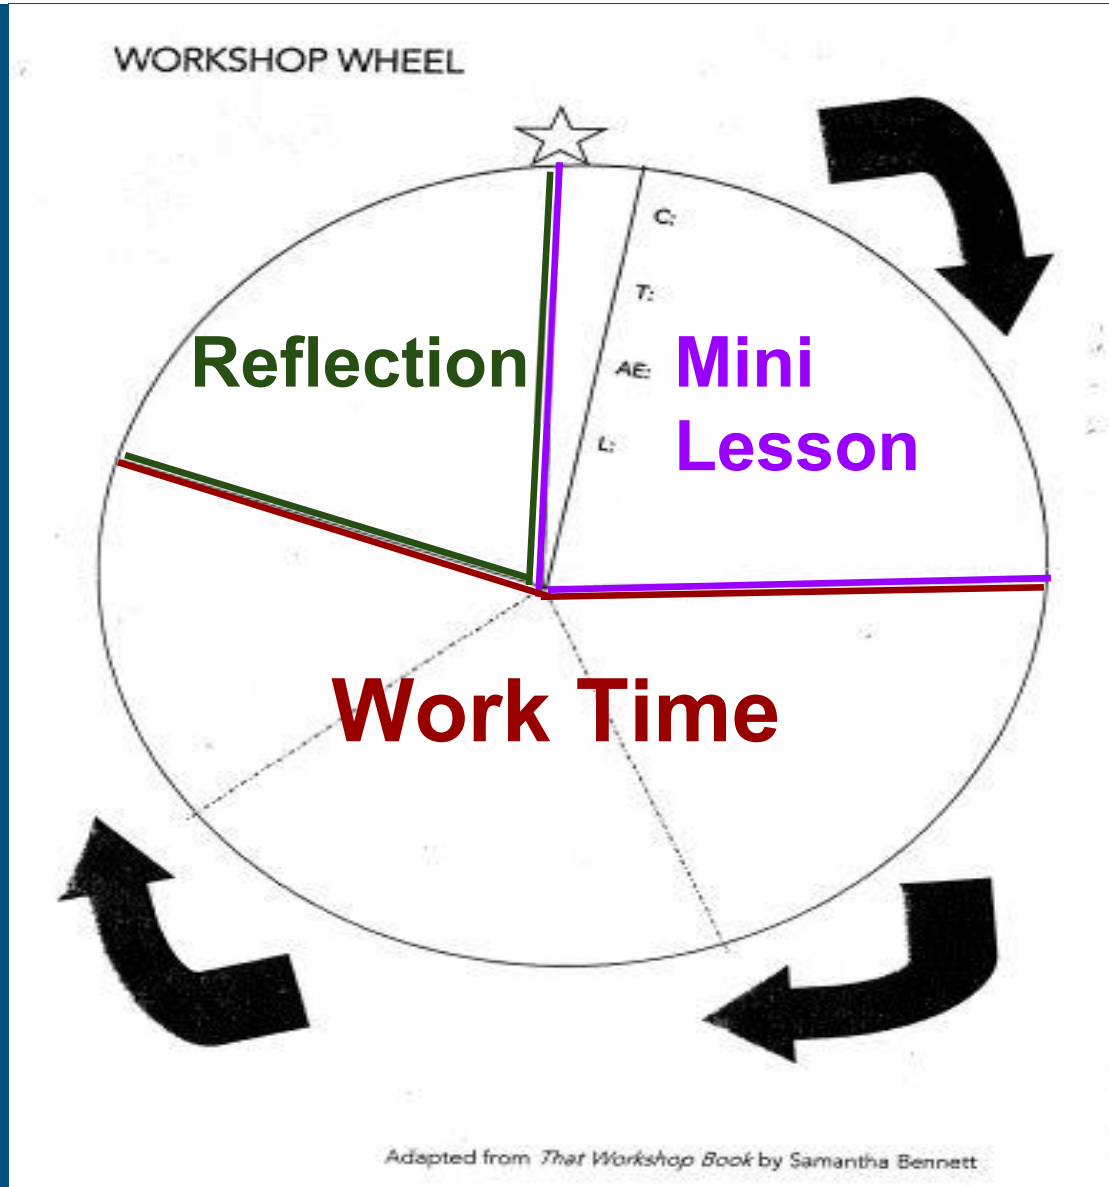 WORKSHOP WHEEL
C:
T:
AE:
L:
Reflection
Mini
Lesson
Work Time
Adapted from That Workshop Book by Samantha Bennett